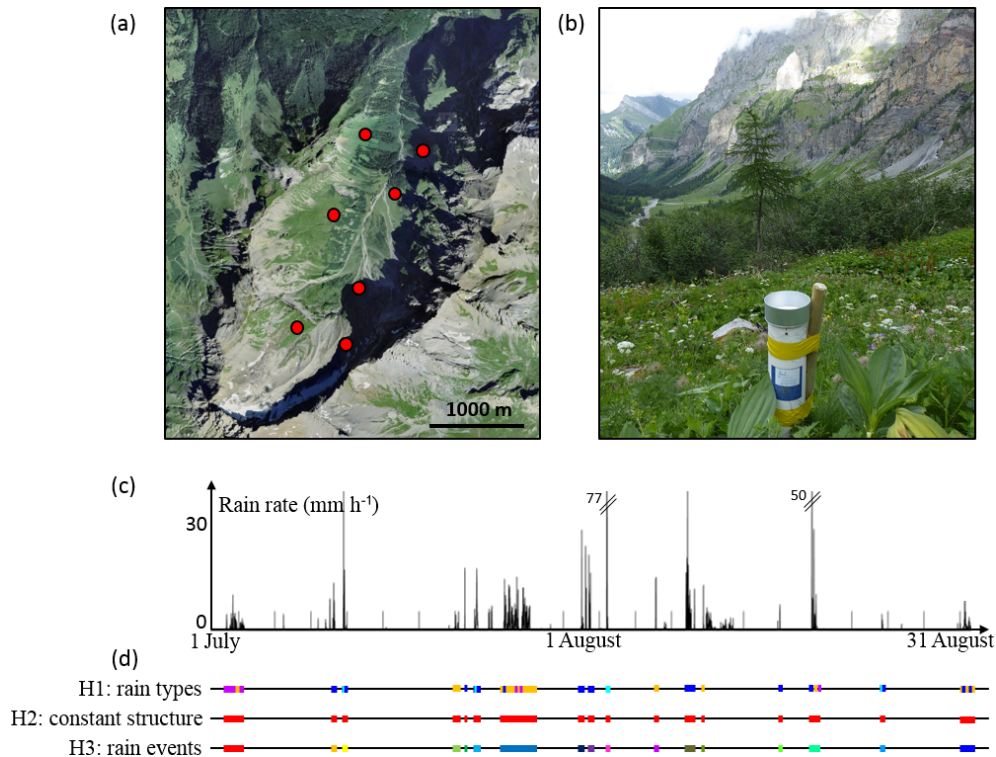 (a)
(b)
1000 m
(c)
Rain rate (mm h⁻¹)
77
50
30
0
1 July
1 August
31 August
(d)
H1: rain types
H2: constant structure
H3: rain events